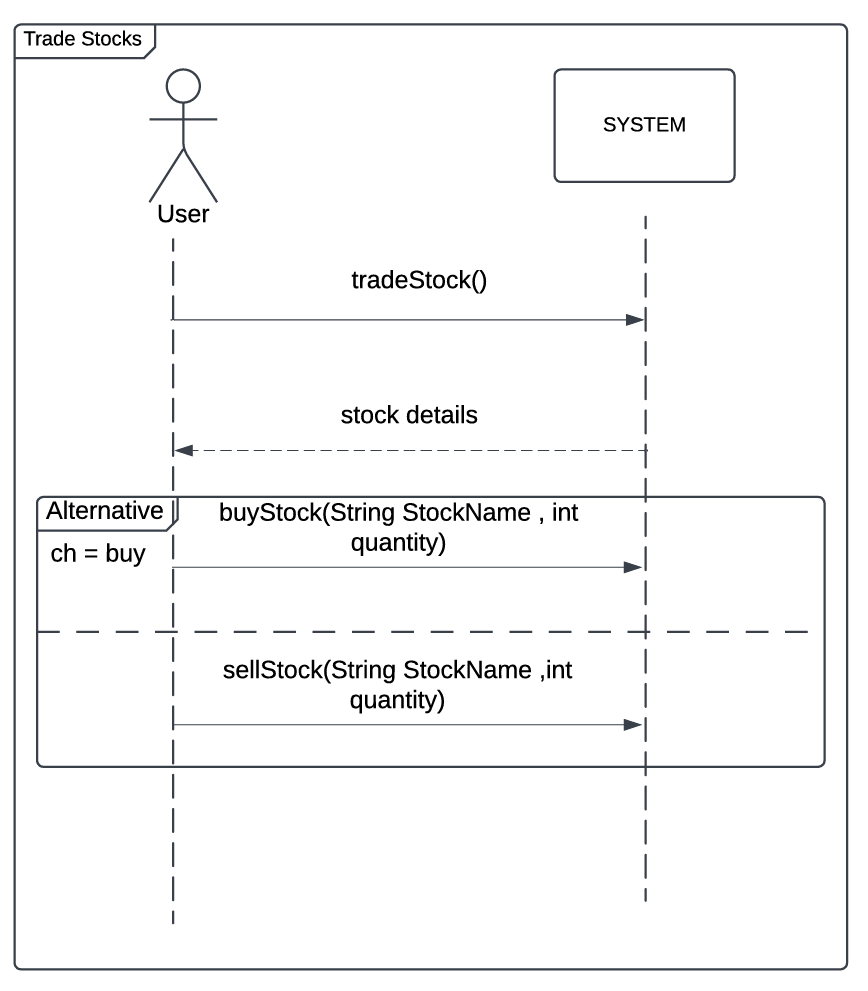 Trade Stocks
SYSTEM
User
tradeStock()
stock details
Alternative
buyStock(String StockName , int
quantity)
ch = buy
sellStock(String StockName ,int
quantity)